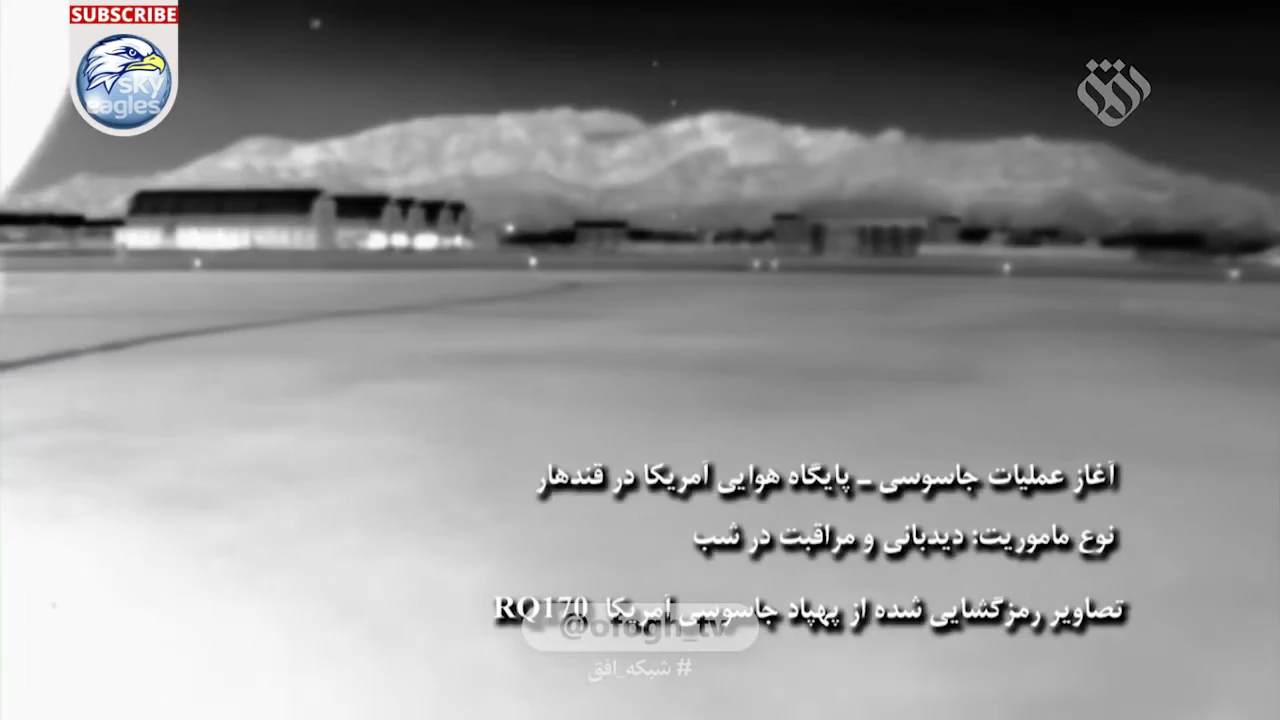 SUBSCRIBE
sky
eagles
افق
آغاز عملیات جاسوسی ـ پایگاه هوایی آمریکا در قندهار
نوع ماموریت: دیدبانی و مراقبت در شب
تصاویر رمزگشایی شده از پهپاد جاسوسی آمریکا RQ170
@ofogh_tv
# شبکه_افق